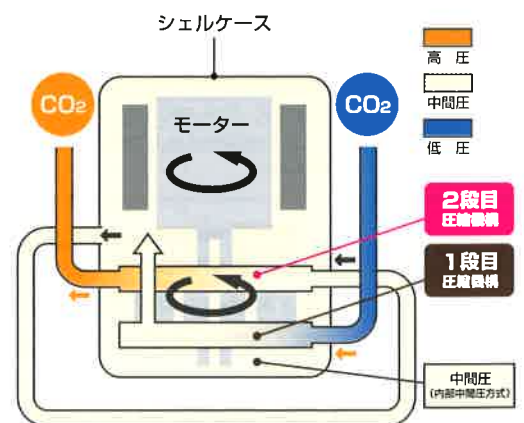 シェルケース
高 圧
中間圧
低 圧
CO₂
モーター
CO₂
2段目
圧縮機構
1段目
圧縮機構
中間圧
(内部中間圧方式)